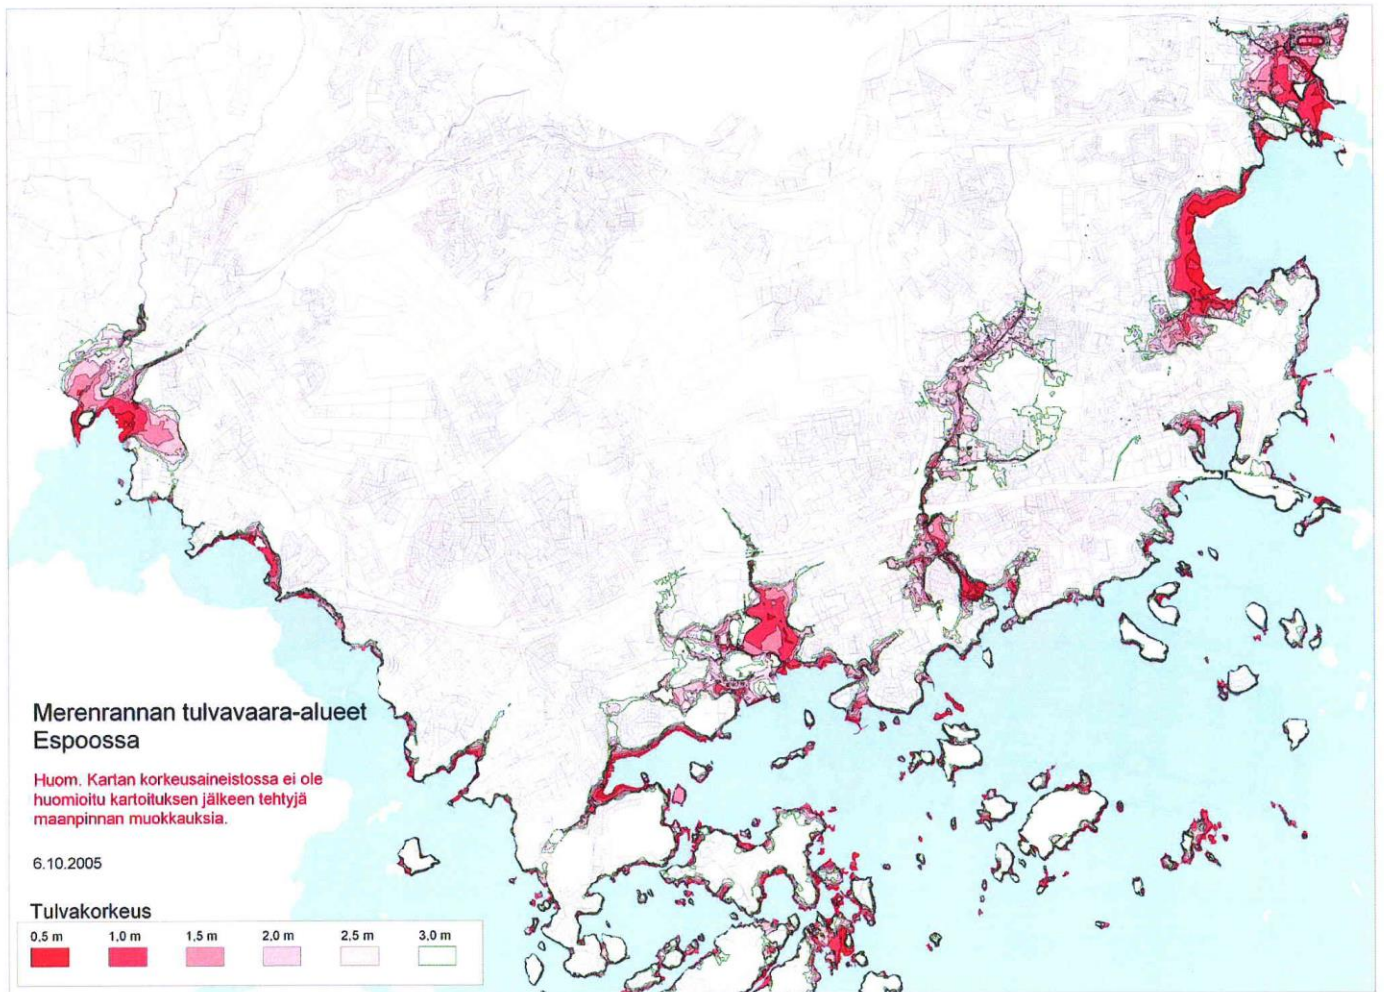 Merenrannan tulvavaara-alueet
Espoossa
Huom. Kartan korkeusaineistossa ei ole
huomioitu kartoituksen jälkeen tehtyjä
maanpinnan muokkauksia.
6.10.2005
Tulvakorkeus
0,5 m 1,0 m 1,5 m 2,0 m 2,5 m 3,0 m